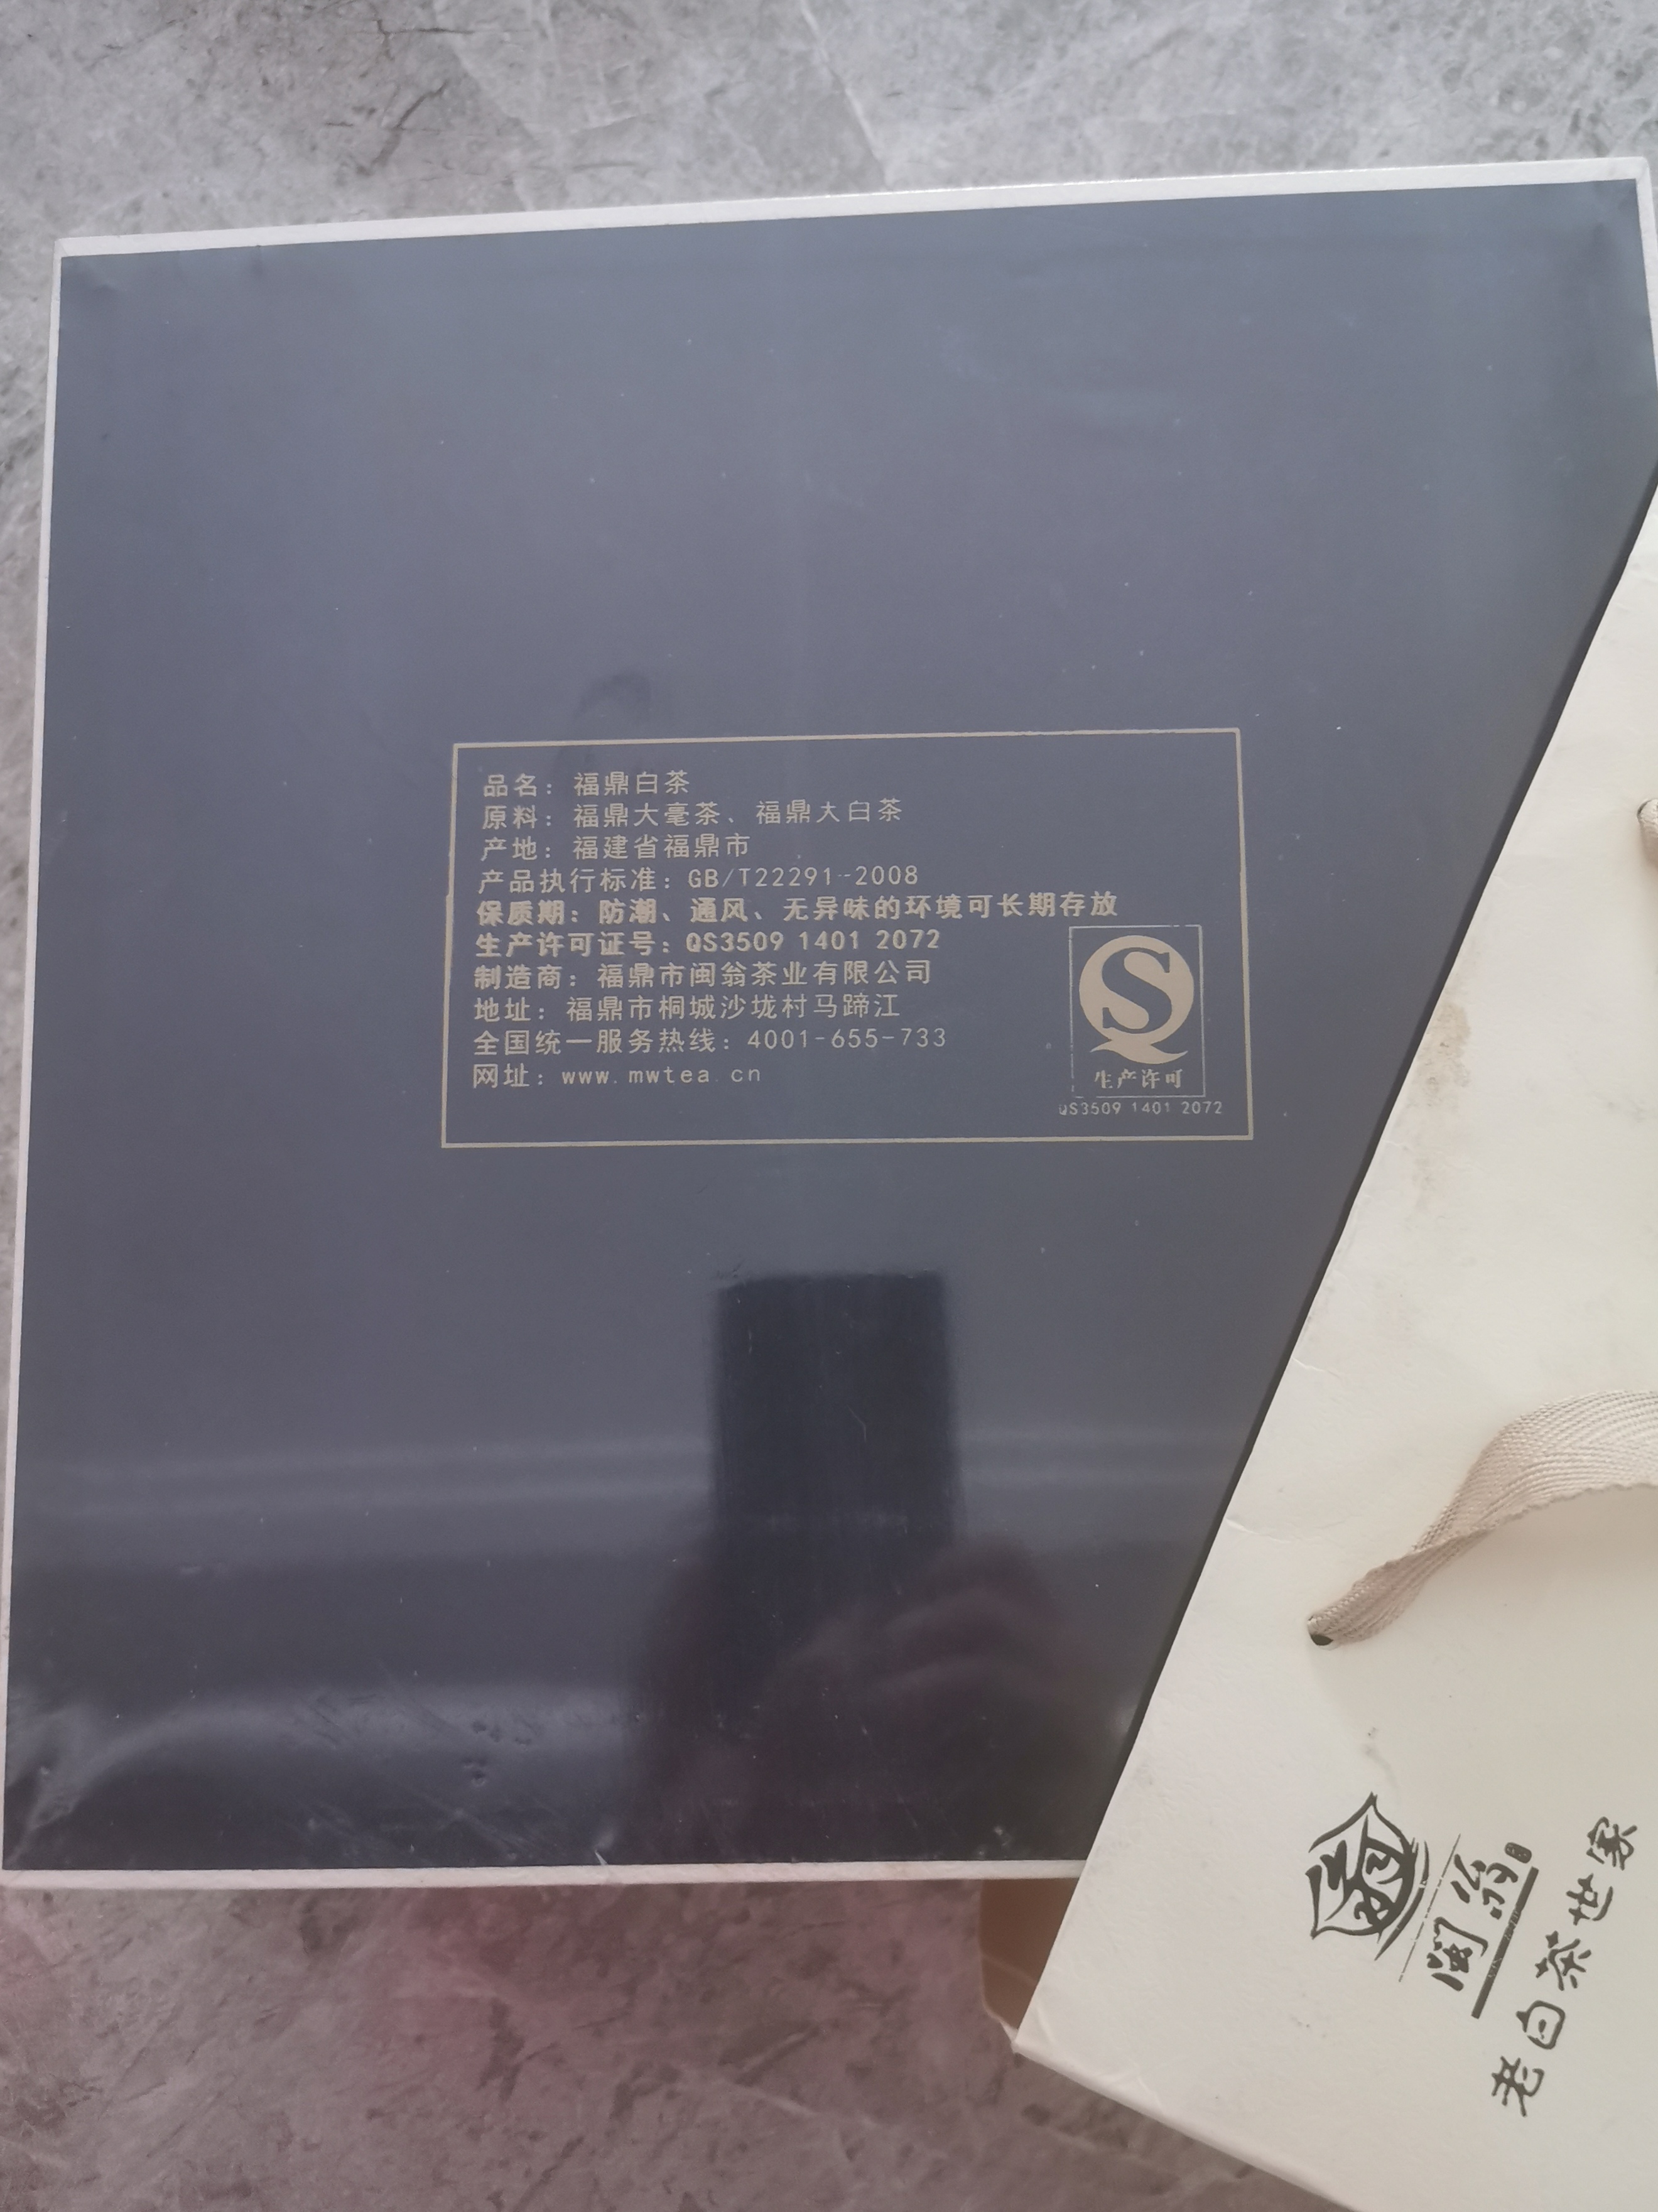 品名：福鼎白茶
原料：福鼎大毫茶、福鼎大白茶
产地：福建省福鼎市
产品执行标准：GB/T22291-2008
保质期：防潮、通风、无异味的环境可长期存放
生产许可证号：QS3509 1401 2072
制造商：福鼎市闽翁茶业有限公司
地址：福鼎市桐城沙垅村马蹄江
全国统一服务热线：4001-655-733
网址：www.mwtea.cn
生产许可
QS3509 1401 2072
闽翁
老白茶世家